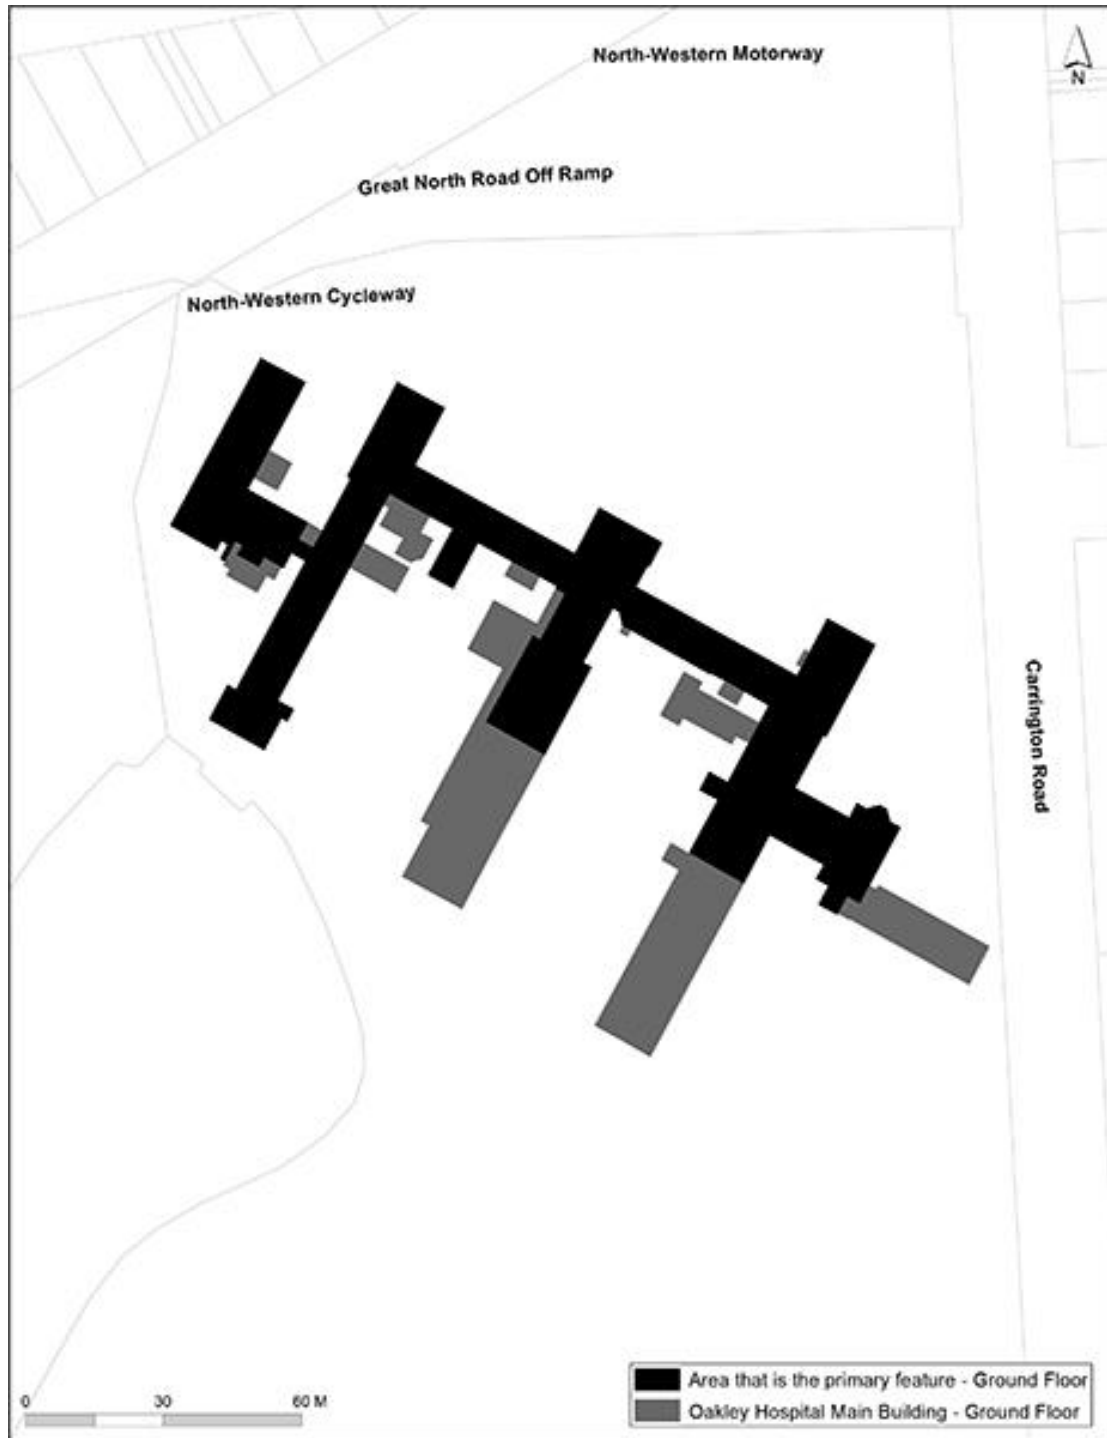 North-Western Motorway
N
Great North Road Off Ramp
North-Western Cycleway
Carrington Road
0 30 60 M
Area that is the primary feature - Ground Floor
Oakley Hospital Main Building - Ground Floor